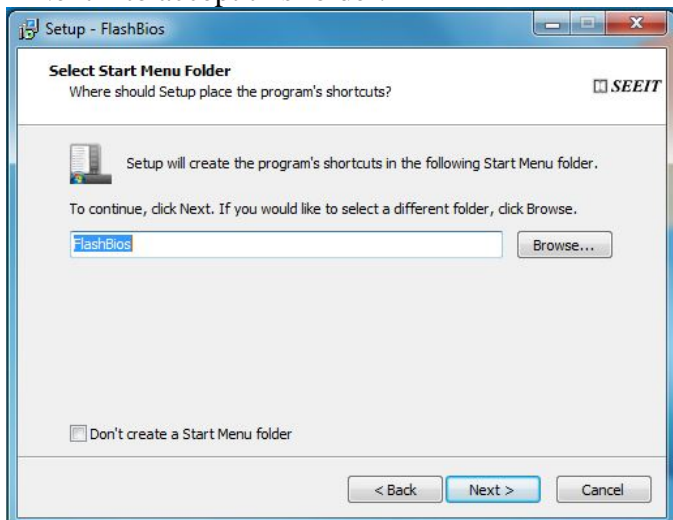 Setup - FlashBios
Select Start Menu Folder
Where should Setup place the program's shortcuts?
SEEIT
Setup will create the program's shortcuts in the following Start Menu folder.
To continue, click Next. If you would like to select a different folder, click Browse.
FlashBios
Browse...
Don't create a Start Menu folder
< Back
Next >
Cancel